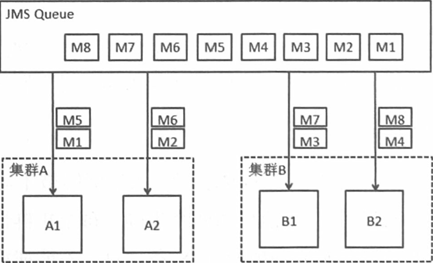 JMS Queue
M8 M7 M6 M5 M4 M3 M2 M1
M5 M6 M7 M8
M1 M2 M3 M4
集群A 集群B
A1 A2 B1 B2